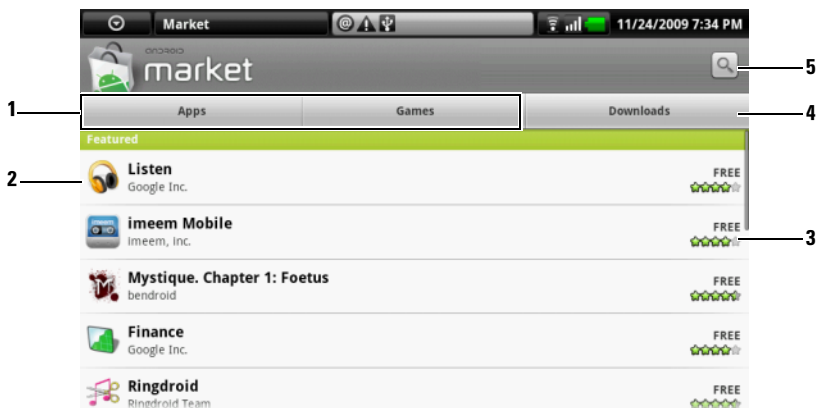 Market @ 11/24/2009 7:34 PM
ANDROID
market
5
1 Apps Games Downloads 4
Featured
2 Listen FREE
Google Inc.
imeem Mobile FREE
imeem, inc. 3
Mystique. Chapter 1: Foetus FREE
bendroid
Finance FREE
Google Inc.
Ringdroid FREE
Ringdroid Team